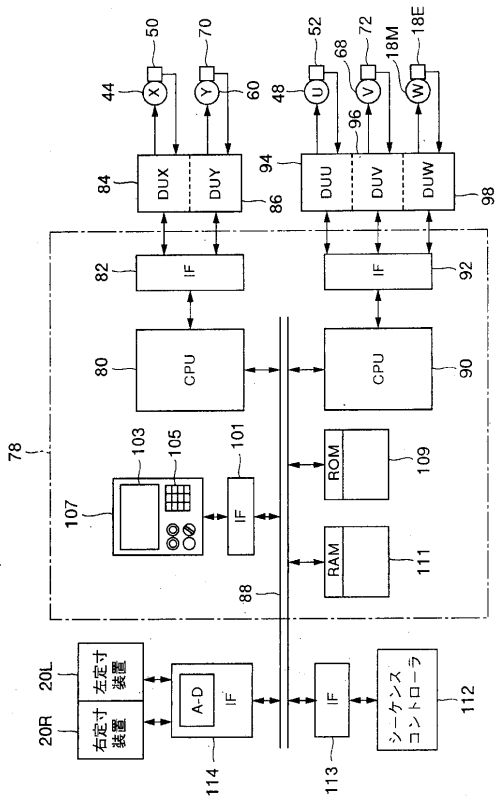 78
20R
20L
右定寸
装置
左定寸
装置
107
103
105
101
80
82
84
44
50
A-D
IF
IF
CPU
IF
DUX
DUY
X
Y
70
60
86
114
88
94
96
48
52
68
72
18M
18E
IF
113
シーケンス
コントローラ
112
RAM
111
ROM
109
CPU
90
IF
92
DUU
DUV
DUW
98
U
V
W